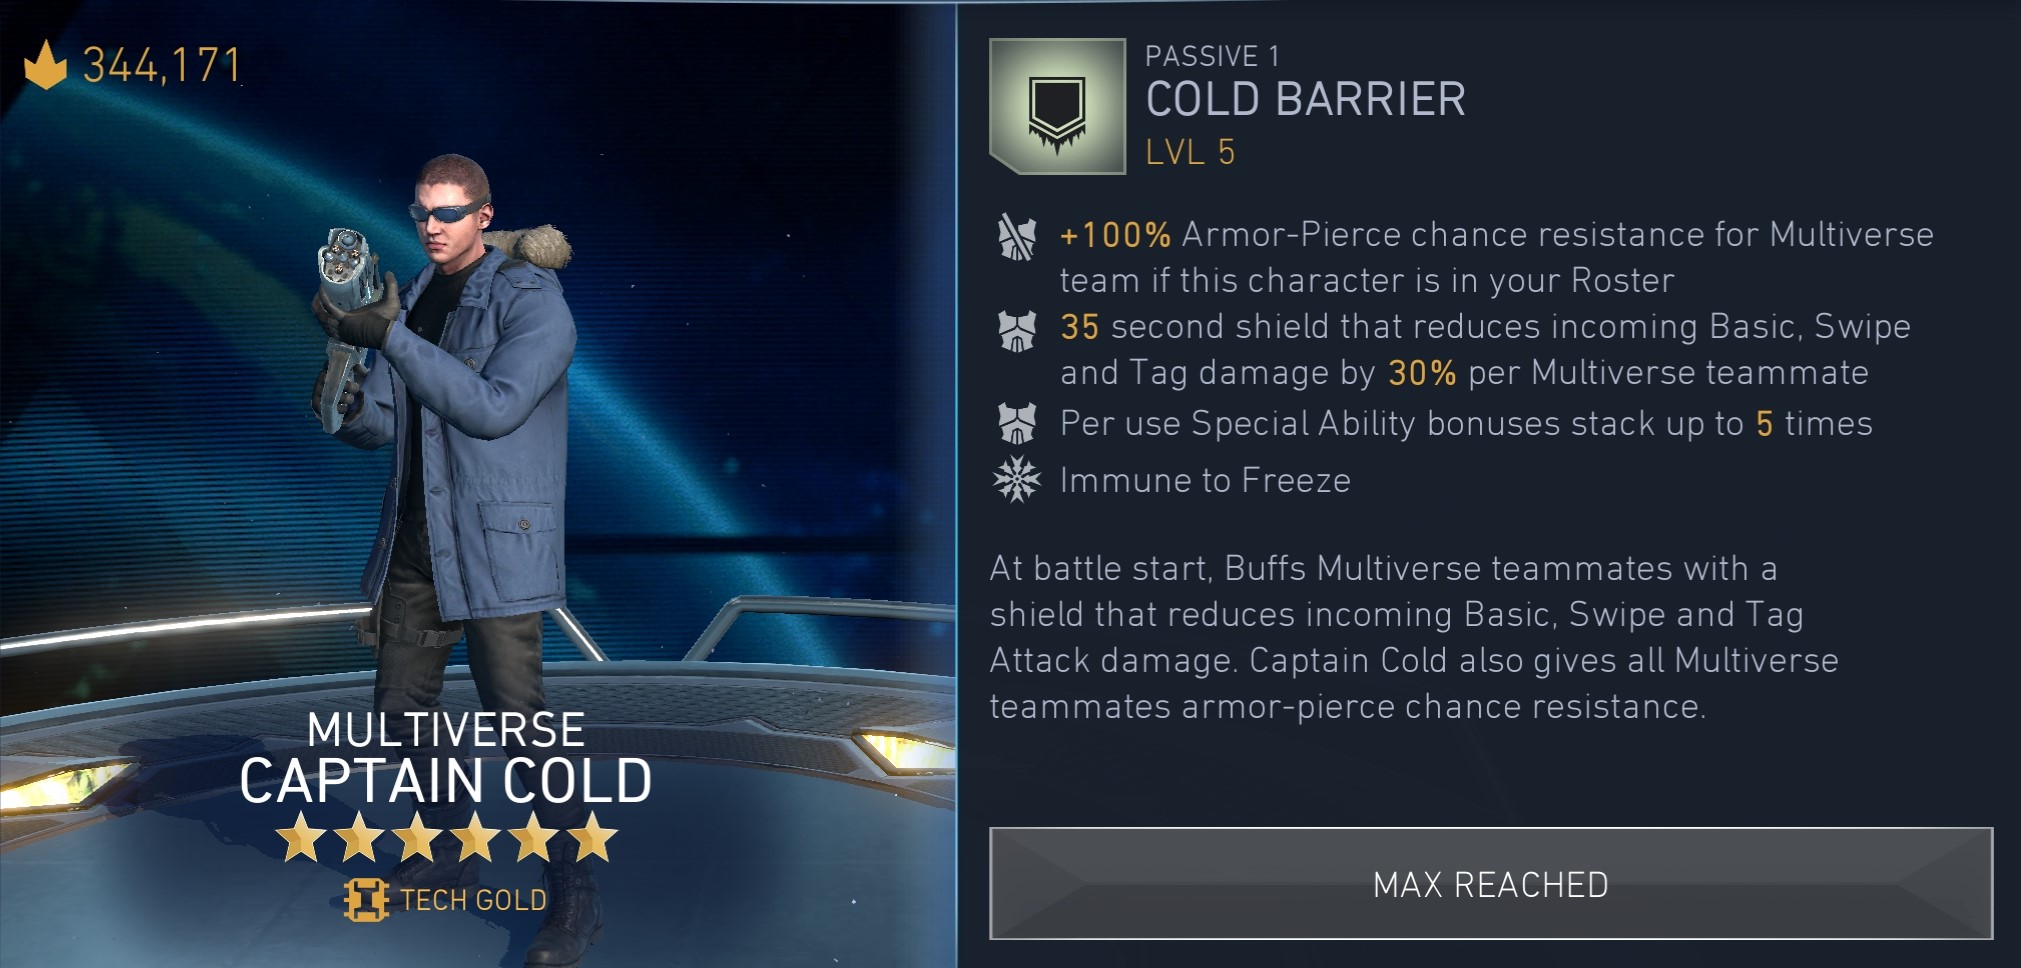 344,171
MULTIVERSE
CAPTAIN COLD
TECH GOLD
PASSIVE 1
COLD BARRIER
LVL 5
+100% Armor-Pierce chance resistance for Multiverse
team if this character is in your Roster
35 second shield that reduces incoming Basic, Swipe
and Tag damage by 30% per Multiverse teammate
Per use Special Ability bonuses stack up to 5 times
Immune to Freeze
At battle start, Buffs Multiverse teammates with a
shield that reduces incoming Basic, Swipe and Tag
Attack damage. Captain Cold also gives all Multiverse
teammates armor-pierce chance resistance.
MAX REACHED